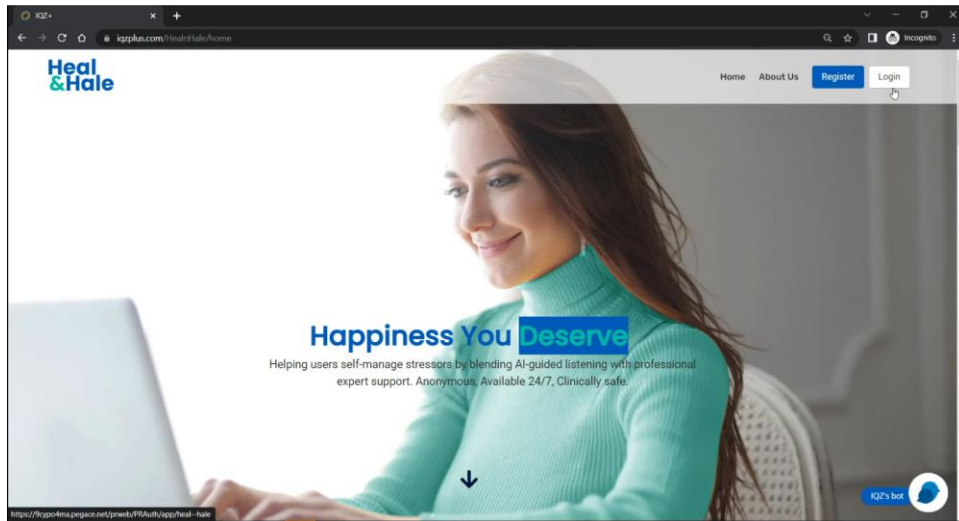 IQZ+
iqzplus.com/HealnHale/home
Incognito
Heal
&Hale
Home About Us Register Login
Happiness You Deserve
Helping users self-manage stressors by blending AI-guided listening with professional
expert support. Anonymous, Available 24/7, Clinically safe.
IQZ's bot
https://9cypo4ma.pegace.net/prweb/PRAuth/app/heal--hale